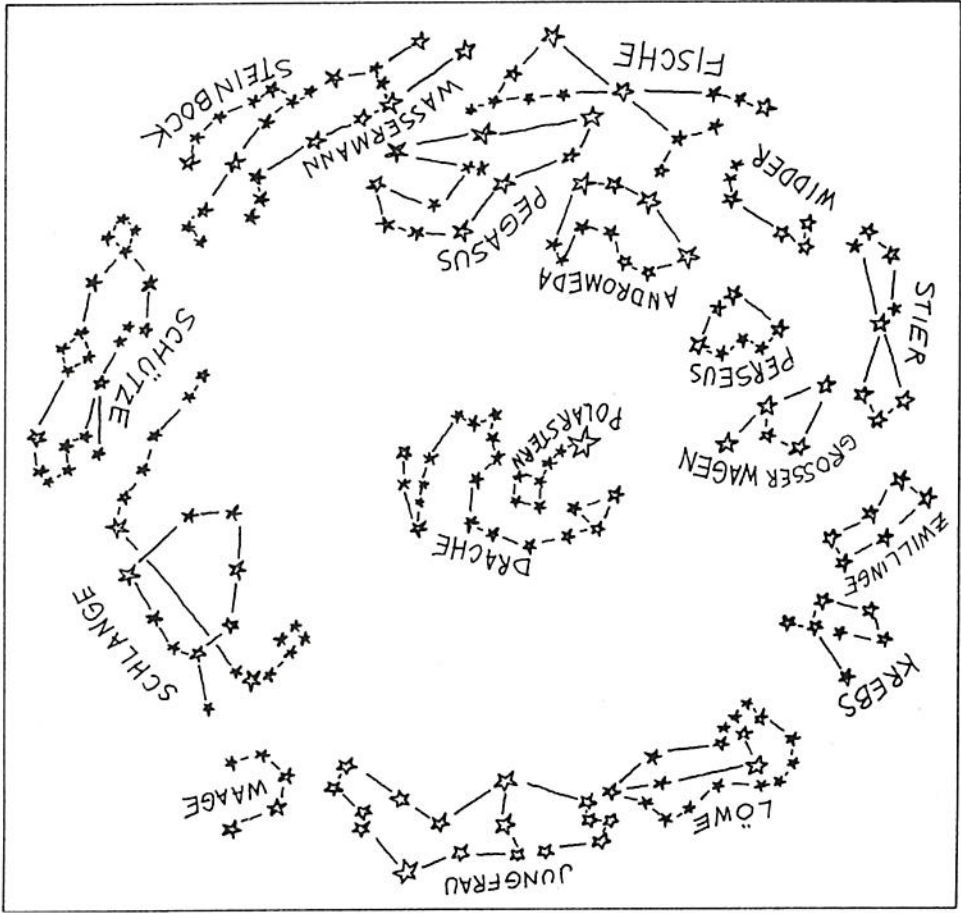 STEINBOCK
WASSERMANN
FISCHE
WIDDER
PEGASUS
ANDROMEDA
STIER
PERSEUS
SCHÜTZE
POLARSTERN
GROSSER WAGEN
DRACHE
ZWILLINGE
SCHLANGE
KREBS
WAAGE
LÖWE
JUNGFRAU